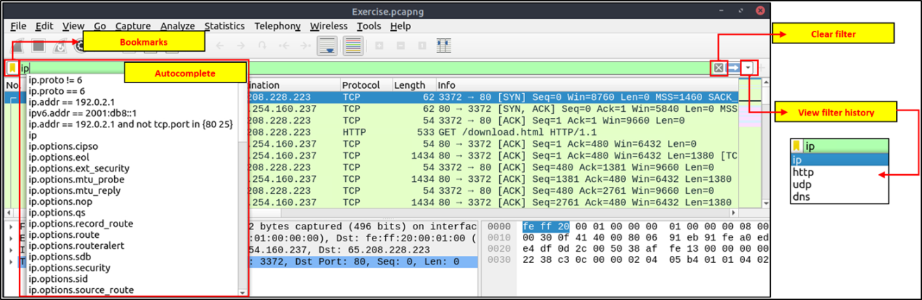 Exercise.pcapng
File Edit View Go Capture Analyze Statistics Telephony Wireless Tools Help
Bookmarks
Clear filter
ip
Autocomplete
No
ination Protocol Length Info
ip.proto != 6
ip.proto == 6
ip.addr == 192.0.2.1
ipv6.addr == 2001:db8::1
ip.addr == 192.0.2.1 and not tcp.port in {80 25}
ip
ip.options.cipso
ip.options.eol
ip.options.ext_security
ip.options.mtu_probe
ip.options.mtu_reply
ip.options.nop
ip.options.qs
ip.options.record_route
ip.options.route
ip.options.routeralert
ip.options.sdb
ip.options.security
ip.options.sid
ip.options.source_route
208.228.223 TCP 62 3372 → 80 [SYN] Seq=0 Win=8760 Len=0 MSS=1460 SACK_
254.160.237 TCP 62 80 → 3372 [SYN, ACK] Seq=0 Ack=1 Win=5840 Len=0 MSS
208.228.223 TCP 54 3372 → 80 [ACK] Seq=1 Ack=1 Win=9660 Len=0
208.228.223 HTTP 533 GET /download.html HTTP/1.1
254.160.237 TCP 54 80 → 3372 [ACK] Seq=1 Ack=480 Win=6432 Len=0
254.160.237 TCP 1434 80 → 3372 [ACK] Seq=1 Ack=480 Win=6432 Len=1380 [TC
208.228.223 TCP 54 3372 → 80 [ACK] Seq=480 Ack=1381 Win=9660 Len=0
254.160.237 TCP 1434 80 → 3372 [ACK] Seq=1381 Ack=480 Win=6432 Len=1380
208.228.223 TCP 54 3372 → 80 [ACK] Seq=480 Ack=2761 Win=9660 Len=0
254.160.237 TCP 1434 80 → 3372 [ACK] Seq=2761 Ack=480 Win=6432 Len=1380
View filter history
ip
ip
http
udp
dns
2 bytes captured (496 bits) on interfac
:01:00:00:00), Dst: fe:ff:20:00:01:00 (
.254.160.237, Dst: 65.208.228.223
: 3372, Dst Port: 80, Seq: 0, Len: 0
0000 fe ff 20 00 01 00 00 00 01 00 00 00 08 00
0010 00 30 0f 41 40 00 80 06 91 eb 91 fe a0 ed
0020 e4 df 0d 2c 00 50 38 af fe 13 00 00 00 00
0030 22 38 c3 0c 00 00 02 04 05 b4 01 01 04 02